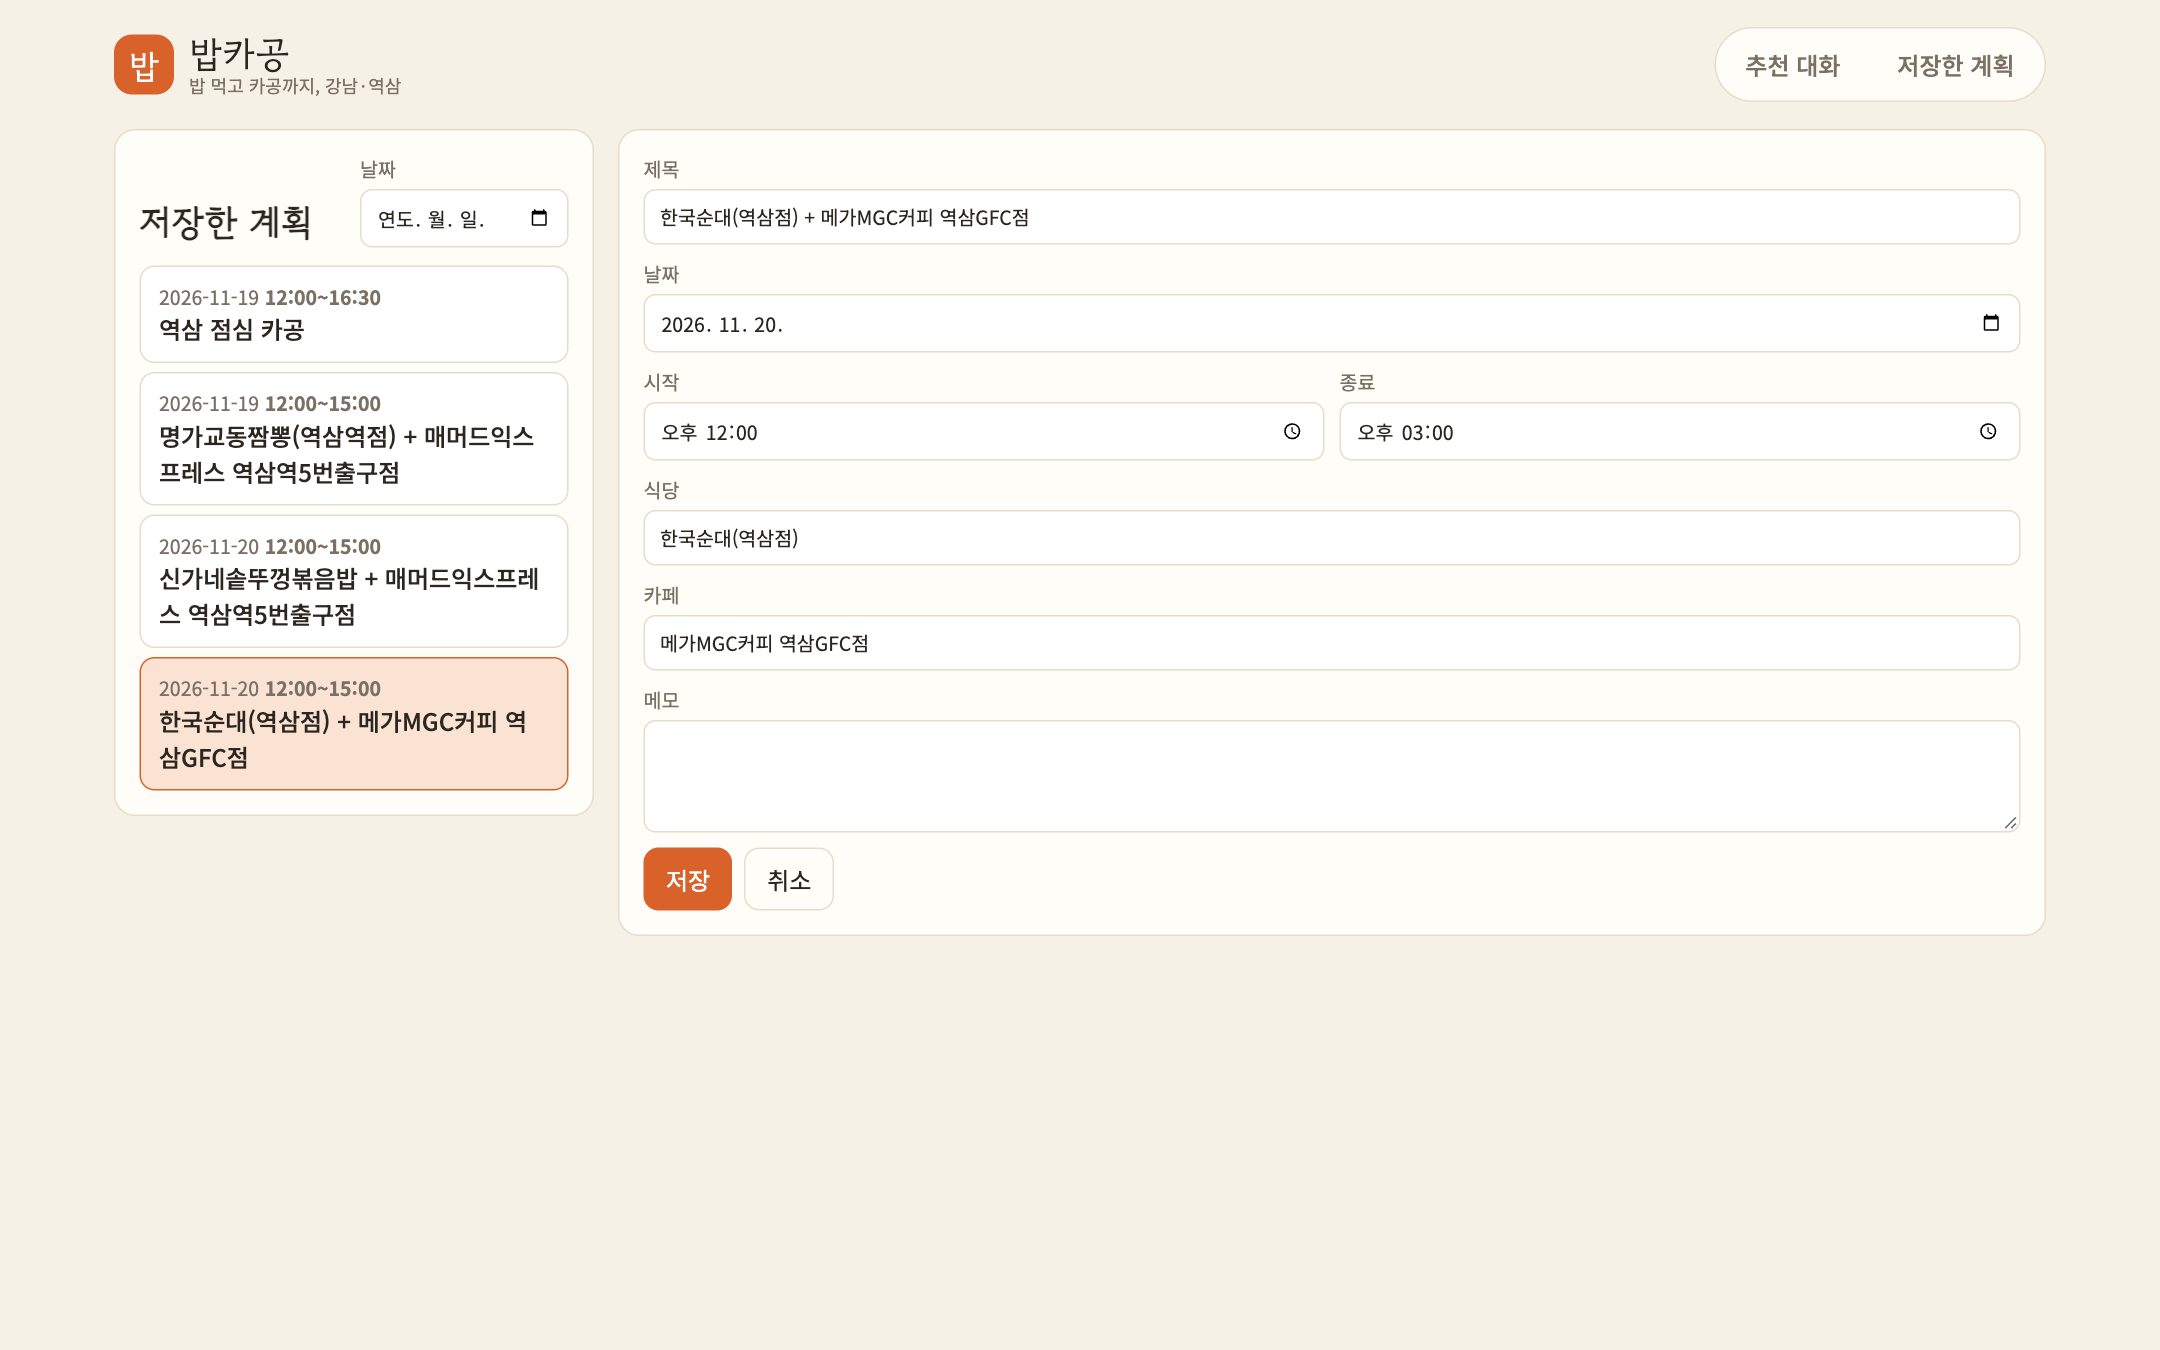 밥
밥카공
밥 먹고 카공까지, 강남·역삼
추천 대화
저장한 계획
저장한 계획
날짜
연도. 월. 일.
2026-11-19 12:00~16:30
역삼 점심 카공
2026-11-19 12:00~15:00
명가교동짬뽕(역삼역점) + 매머드익스
프레스 역삼역5번출구점
2026-11-20 12:00~15:00
신가네솥뚜껑볶음밥 + 매머드익스프레
스 역삼역5번출구점
2026-11-20 12:00~15:00
한국순대(역삼점) + 메가MGC커피 역
삼GFC점
제목
한국순대(역삼점) + 메가MGC커피 역삼GFC점
날짜
2026. 11. 20.
시작
오후 12:00
종료
오후 03:00
식당
한국순대(역삼점)
카페
메가MGC커피 역삼GFC점
메모
저장
취소